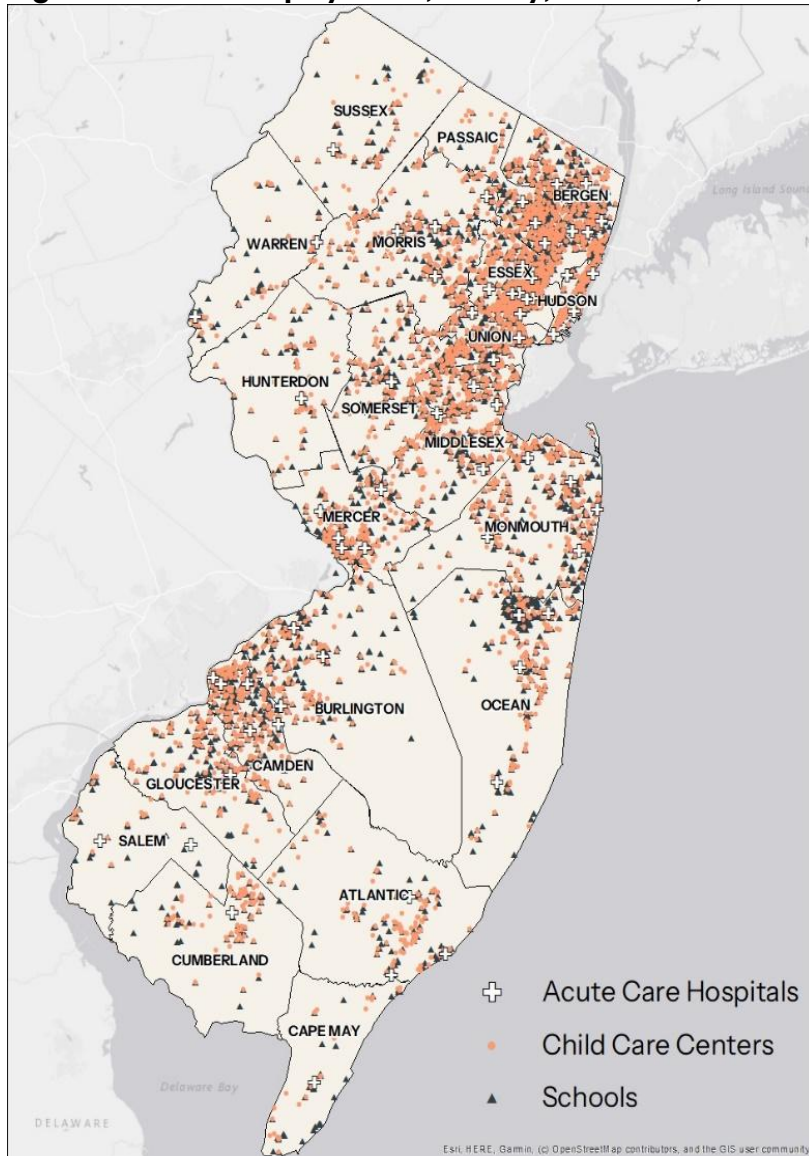 SUSSEX
PASSAIC
BERGEN
Long Island Sound
WARREN
MORRIS
ESSEX
HUDSON
UNION
HUNTERDON
SOMERSET
MIDDLESEX
MERCER
MONMOUTH
OCEAN
BURLINGTON
CAMDEN
GLOUCESTER
SALEM
ATLANTIC
CUMBERLAND
CAPE MAY
Acute Care Hospitals
Child Care Centers
Schools
Delaware Bay
DELAWARE
Esri, HERE, Garmin, (c) OpenStreetMap contributors, and the GIS user community